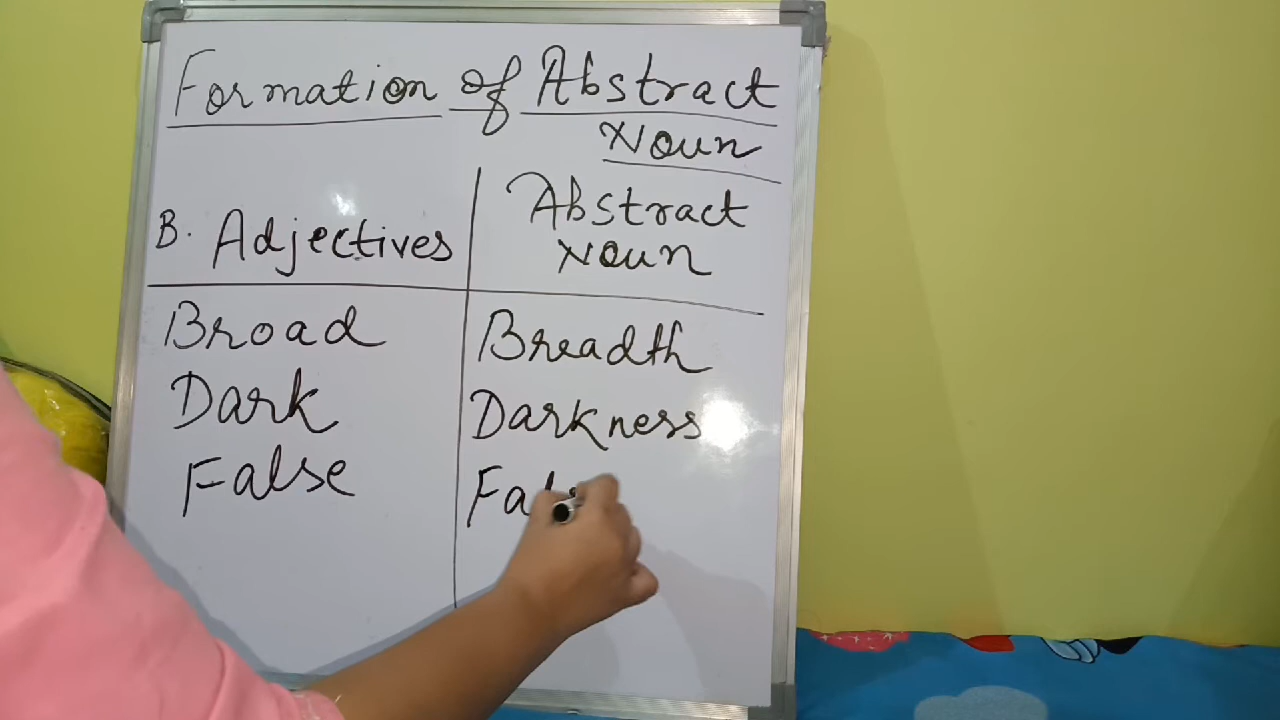 Formation of Abstract
Noun
B. Adjectives
Abstract
Noun
Broad Breadth
Dark Darkness
False